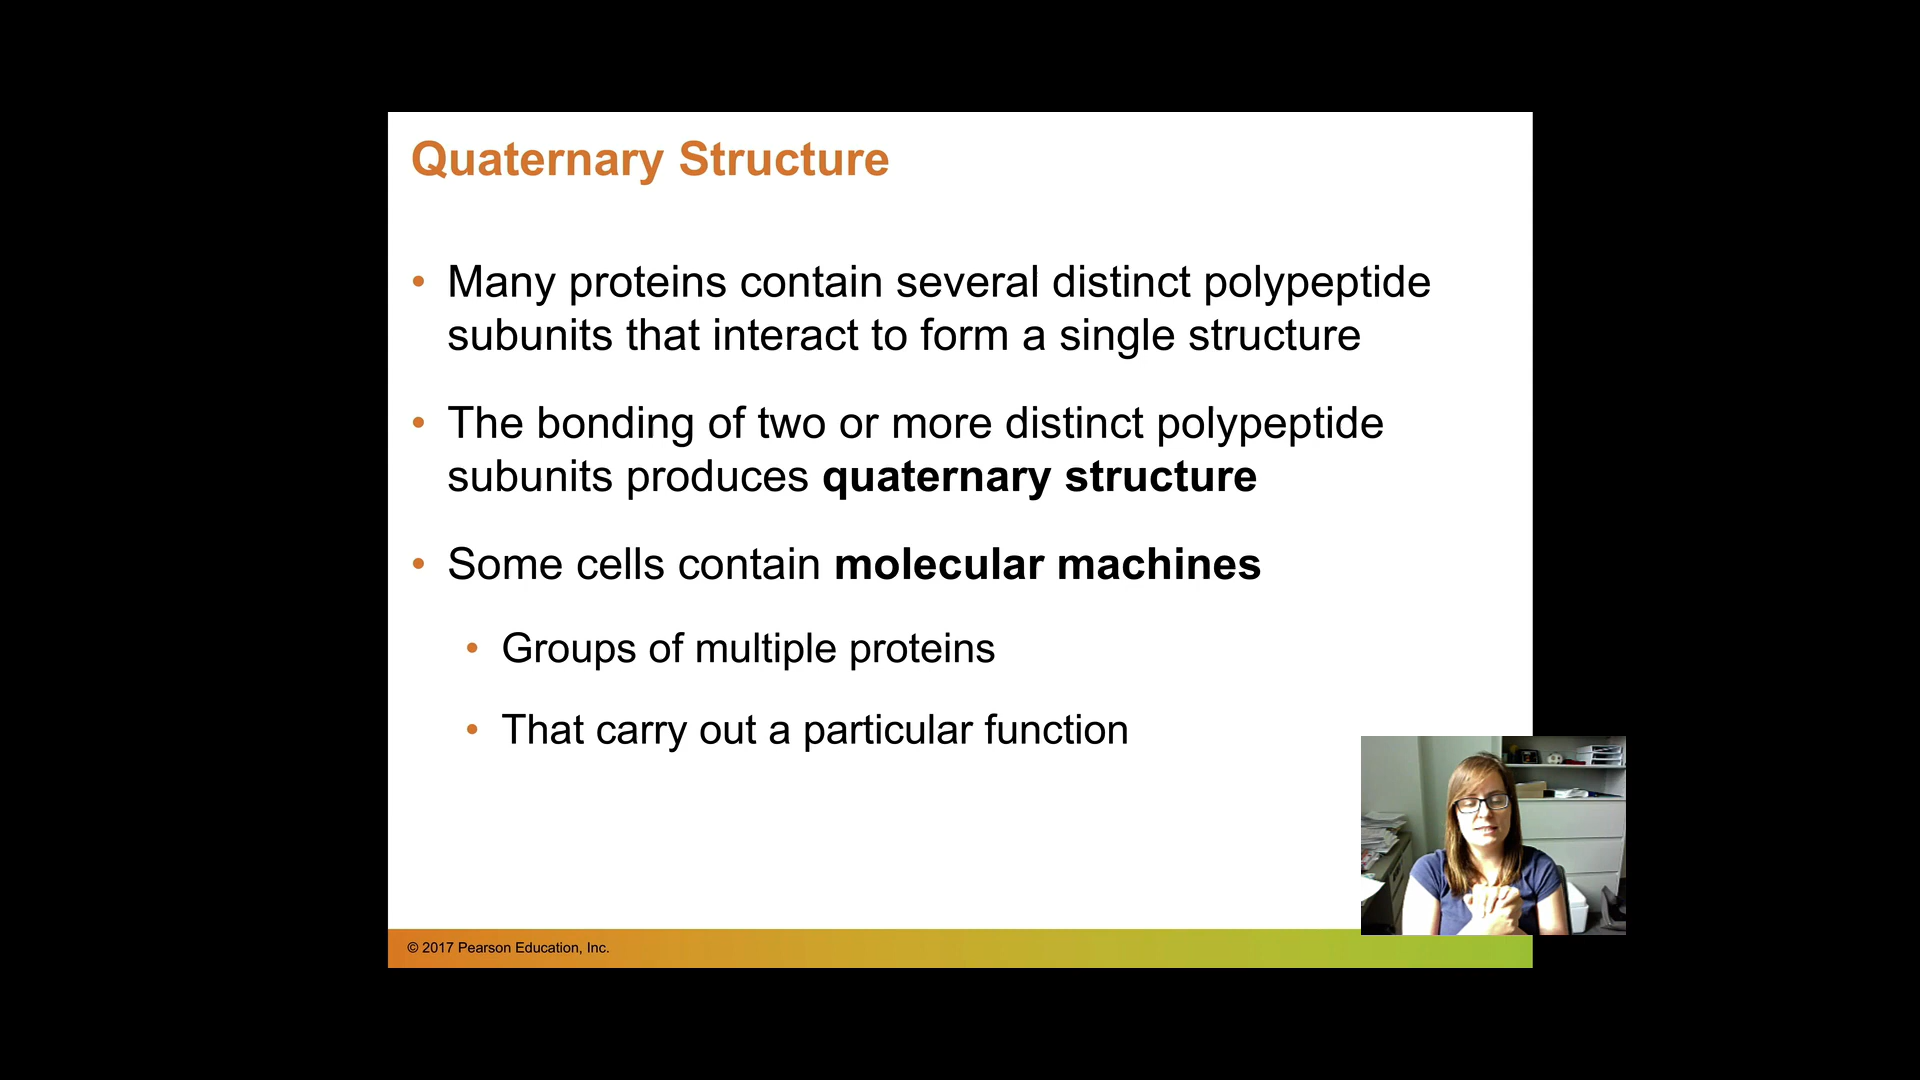 Quaternary Structure
• Many proteins contain several distinct polypeptide
subunits that interact to form a single structure
• The bonding of two or more distinct polypeptide
subunits produces quaternary structure
• Some cells contain molecular machines
• Groups of multiple proteins
• That carry out a particular function
© 2017 Pearson Education, Inc.